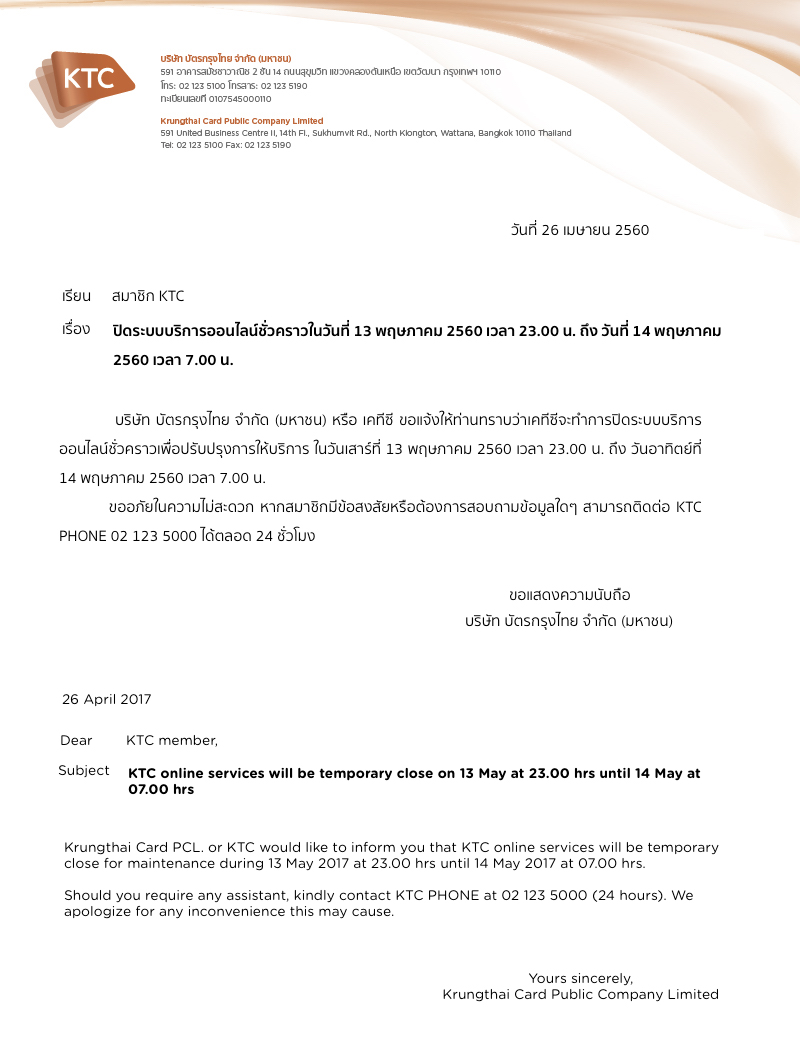 KTC
บริษัท บัตรกรุงไทย จำกัด (มหาชน)
591 อาคารสมัชชาวาณิช 2 ชั้น 14 ถนนสุขุมวิท แขวงคลองตันเหนือ เขตวัฒนา กรุงเทพฯ 10110
โทร: 02 123 5100 โทรสาร: 02 123 5190
ทะเบียนเลขที่ 0107545000110
Krungthai Card Public Company Limited
591 United Business Centre II, 14th Fl., Sukhumvit Rd., North Klongton, Wattana, Bangkok 10110 Thailand
Tel: 02 123 5100 Fax: 02 123 5190
วันที่ 26 เมษายน 2560
เรียน สมาชิก KTC
เรื่อง ปิดระบบบริการออนไลน์ชั่วคราวในวันที่ 13 พฤษภาคม 2560 เวลา 23.00 น. ถึง วันที่ 14 พฤษภาคม
2560 เวลา 7.00 น.
บริษัท บัตรกรุงไทย จำกัด (มหาชน) หรือ เคทีซี ขอแจ้งให้ท่านทราบว่าเคทีซีจะทำการปิดระบบบริการ
ออนไลน์ชั่วคราวเพื่อปรับปรุงการให้บริการ ในวันเสาร์ที่ 13 พฤษภาคม 2560 เวลา 23.00 น. ถึง วันอาทิตย์ที่
14 พฤษภาคม 2560 เวลา 7.00 น.
ขออภัยในความไม่สะดวก หากสมาชิกมีข้อสงสัยหรือต้องการสอบถามข้อมูลใดๆ สามารถติดต่อ KTC
PHONE 02 123 5000 ได้ตลอด 24 ชั่วโมง
ขอแสดงความนับถือ
บริษัท บัตรกรุงไทย จำกัด (มหาชน)
26 April 2017
Dear KTC member,
Subject KTC online services will be temporary close on 13 May at 23.00 hrs until 14 May at
07.00 hrs
Krungthai Card PCL. or KTC would like to inform you that KTC online services will be temporary
close for maintenance during 13 May 2017 at 23.00 hrs until 14 May 2017 at 07.00 hrs.
Should you require any assistant, kindly contact KTC PHONE at 02 123 5000 (24 hours). We
apologize for any inconvenience this may cause.
Yours sincerely,
Krungthai Card Public Company Limited